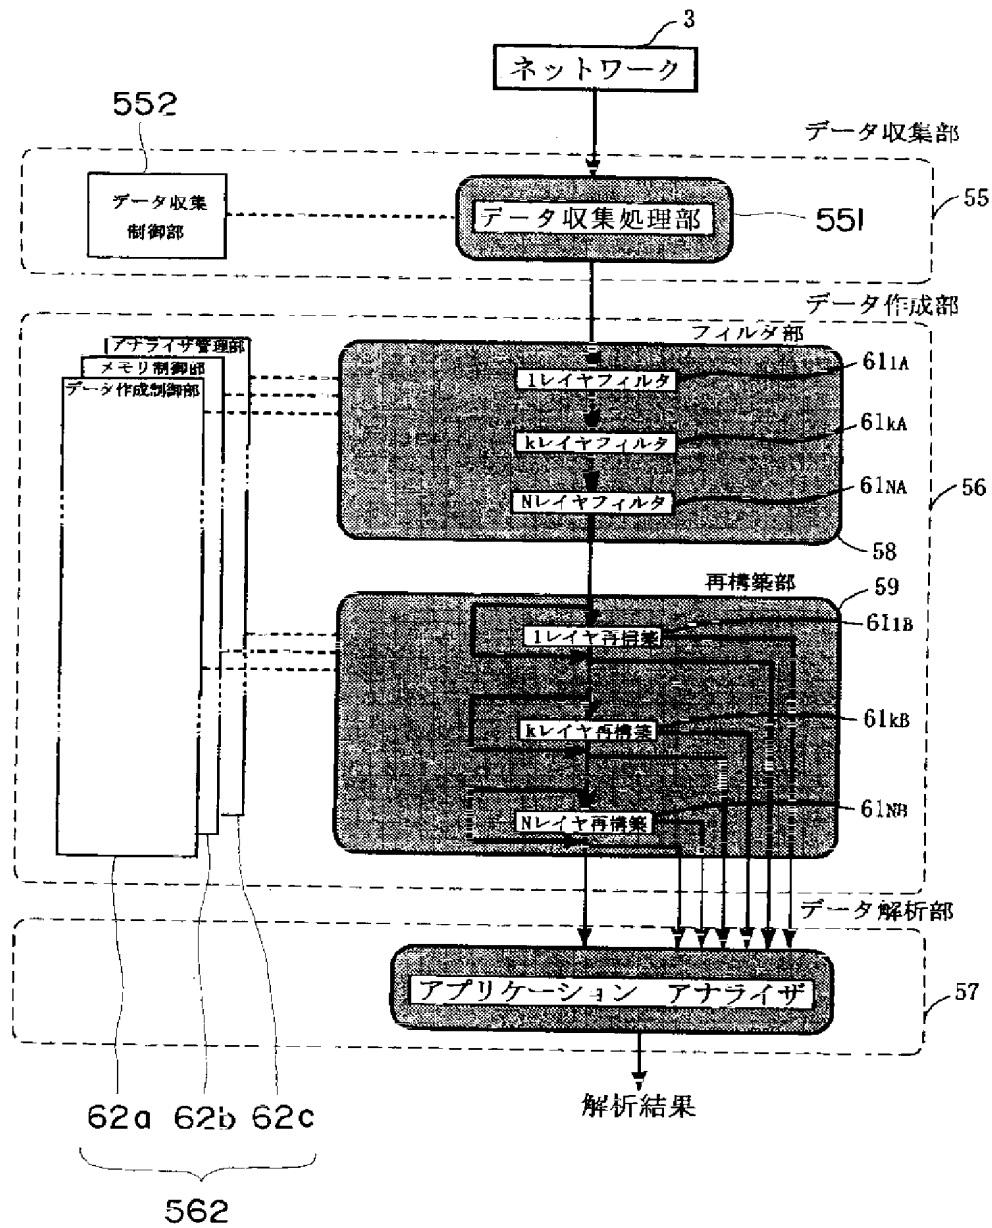 3
ネットワーク
552
データ収集部
データ収集
制御部
データ収集処理部
551
55
データ作成部
フィルタ部
アナライザ管理部
メモリ制御部
データ作成制御部
1レイヤフィルタ
611A
kレイヤフィルタ
61kA
Nレイヤフィルタ
61NA
56
58
再構築部
59
1レイヤ再構築
611B
kレイヤ再構築
61kB
Nレイヤ再構築
61NB
データ解析部
アプリケーション アナライザ
57
解析結果
62a 62b 62c
562